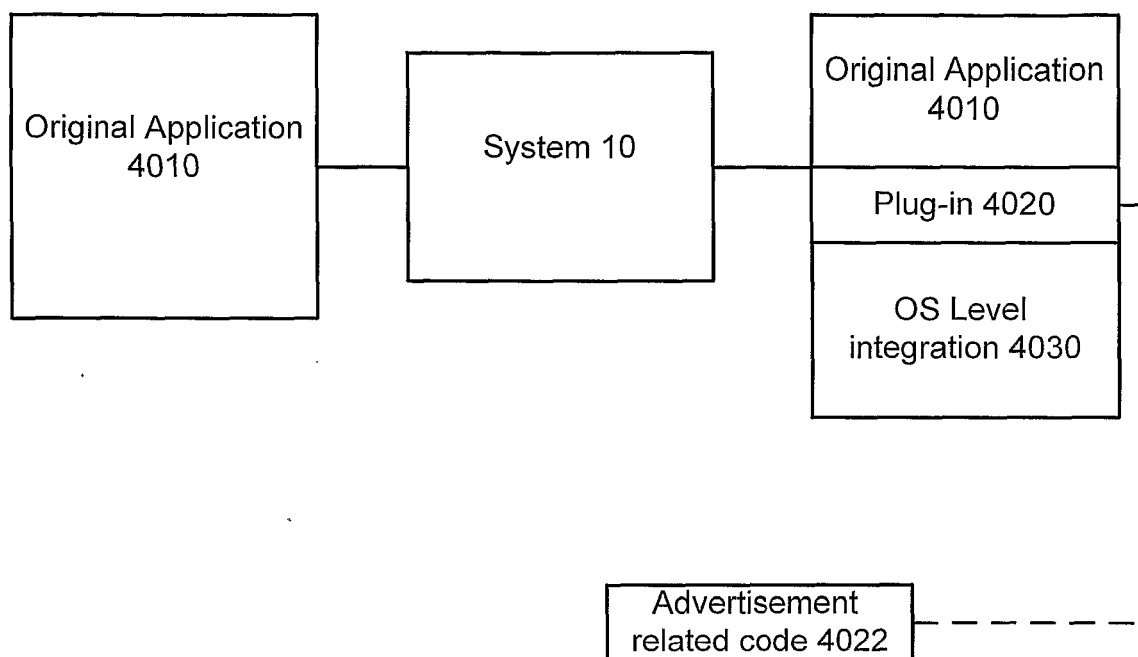 Original Application
4010
System 10
Original Application
4010
Plug-in 4020
OS Level
integration 4030
Advertisement
related code 4022